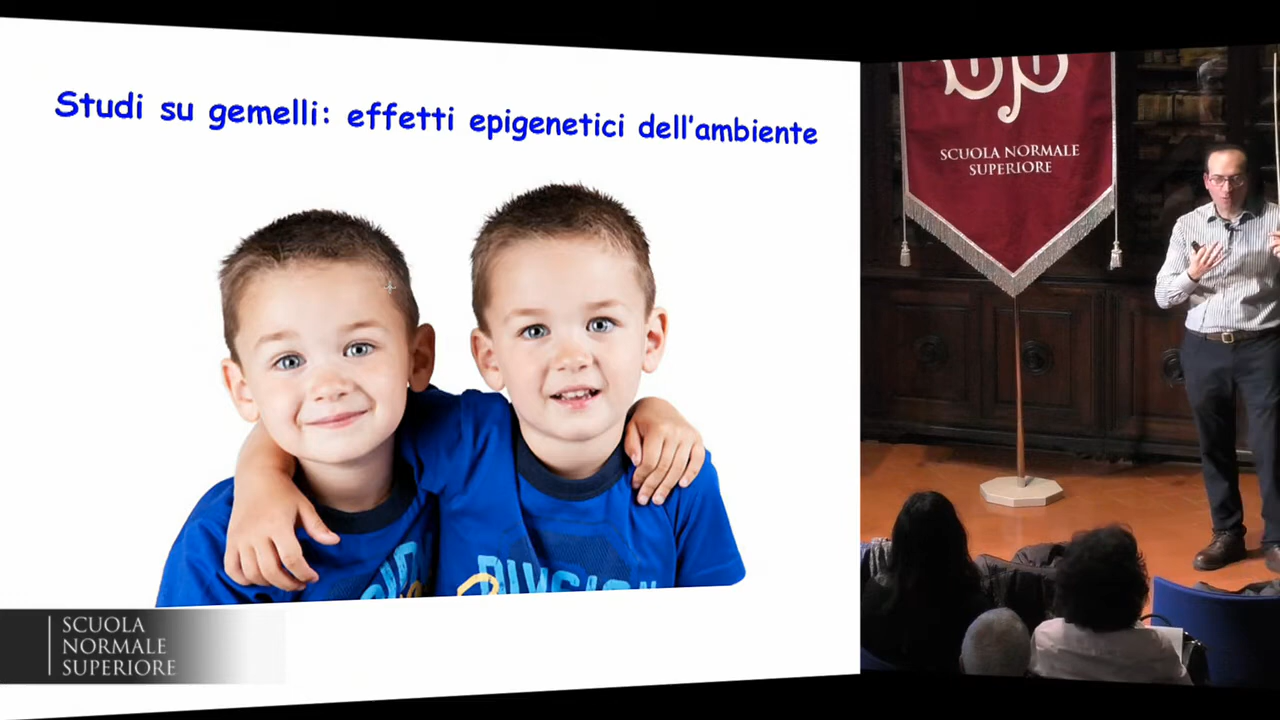 Studi su gemelli: effetti epigenetici dell'ambiente
SCUOLA NORMALE
SUPERIORE
SCUOLA
NORMALE
SUPERIORE